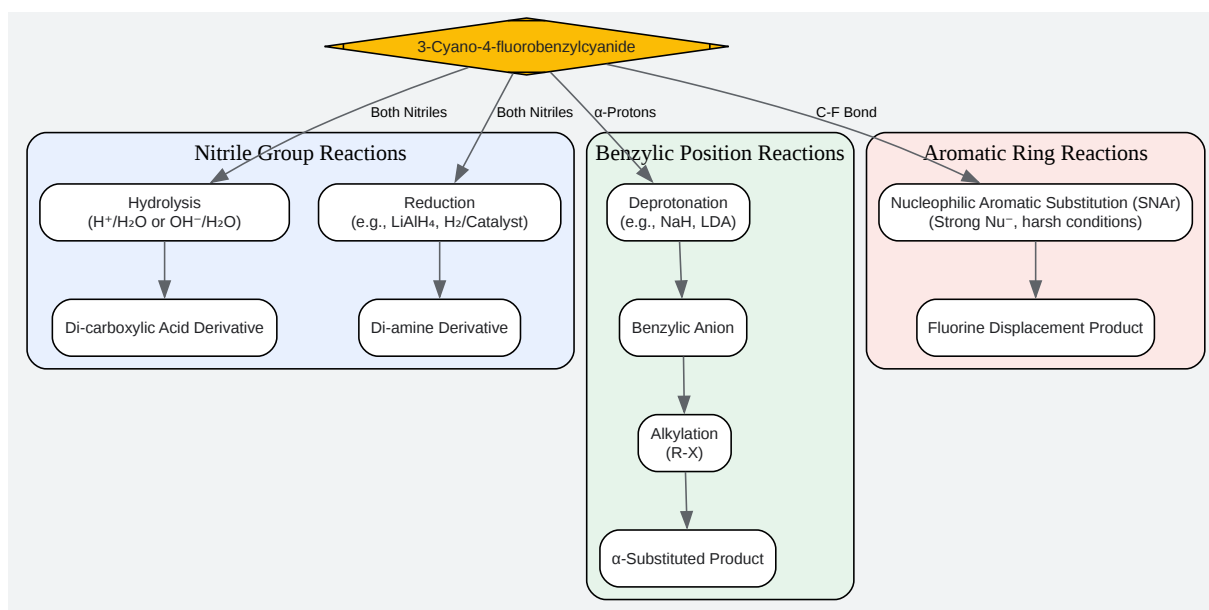 3-Cyano-4-fluorobenzylcyanide
Both Nitriles
Both Nitriles
α-Protons
C-F Bond
Nitrile Group Reactions
Hydrolysis
(H⁺/H₂O or OH⁻/H₂O)
Reduction
(e.g., LiAlH₄, H₂/Catalyst)
Di-carboxylic Acid Derivative
Di-amine Derivative
Benzylic Position Reactions
Deprotonation
(e.g., NaH, LDA)
Benzylic Anion
Alkylation
(R-X)
α-Substituted Product
Aromatic Ring Reactions
Nucleophilic Aromatic Substitution (SNAr)
(Strong Nu⁻, harsh conditions)
Fluorine Displacement Product